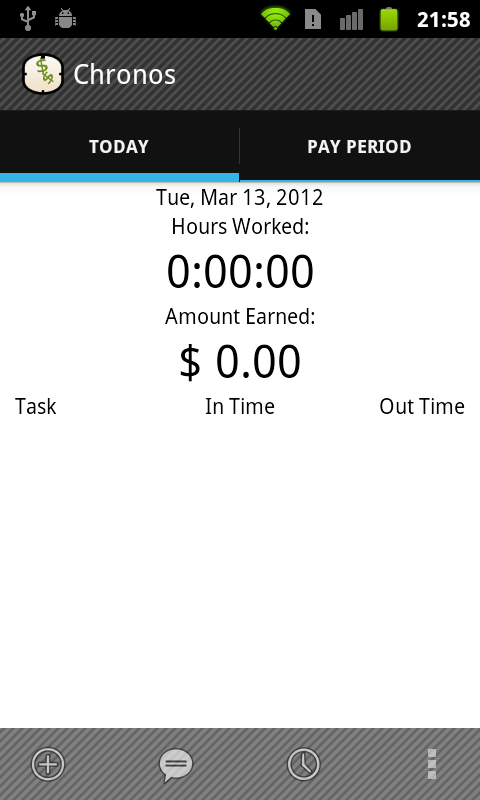 21:58
Chronos
TODAY PAY PERIOD
Tue, Mar 13, 2012
Hours Worked:
0:00:00
Amount Earned:
$ 0.00
Task In Time Out Time